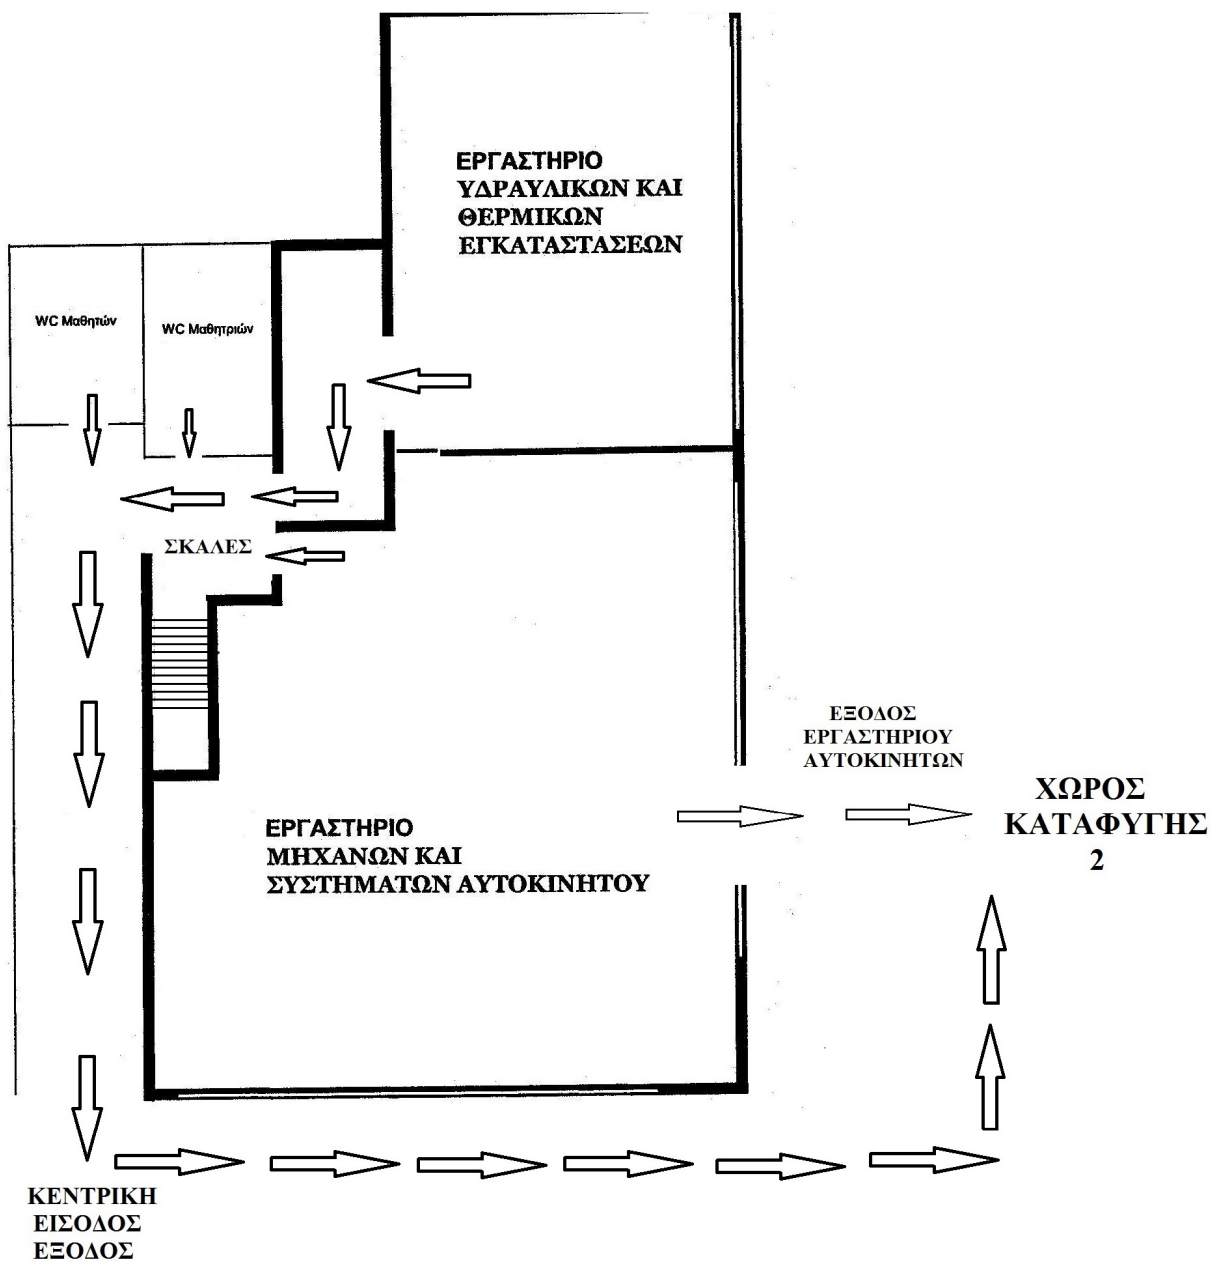 ΕΡΓΑΣΤΗΡΙΟ
ΥΔΡΑΥΛΙΚΩΝ ΚΑΙ
ΘΕΡΜΙΚΩΝ
ΕΓΚΑΤΑΣΤΑΣΕΩΝ
WC Μαθητών
WC Μαθητριών
ΣΚΑΛΕΣ
ΕΞΟΔΟΣ
ΕΡΓΑΣΤΗΡΙΟΥ
ΑΥΤΟΚΙΝΗΤΩΝ
ΧΩΡΟΣ
ΚΑΤΑΦΥΓΗΣ
2
ΕΡΓΑΣΤΗΡΙΟ
ΜΗΧΑΝΩΝ ΚΑΙ
ΣΥΣΤΗΜΑΤΩΝ ΑΥΤΟΚΙΝΗΤΟΥ
ΚΕΝΤΡΙΚΗ
ΕΙΣΟΔΟΣ
ΕΞΟΔΟΣ